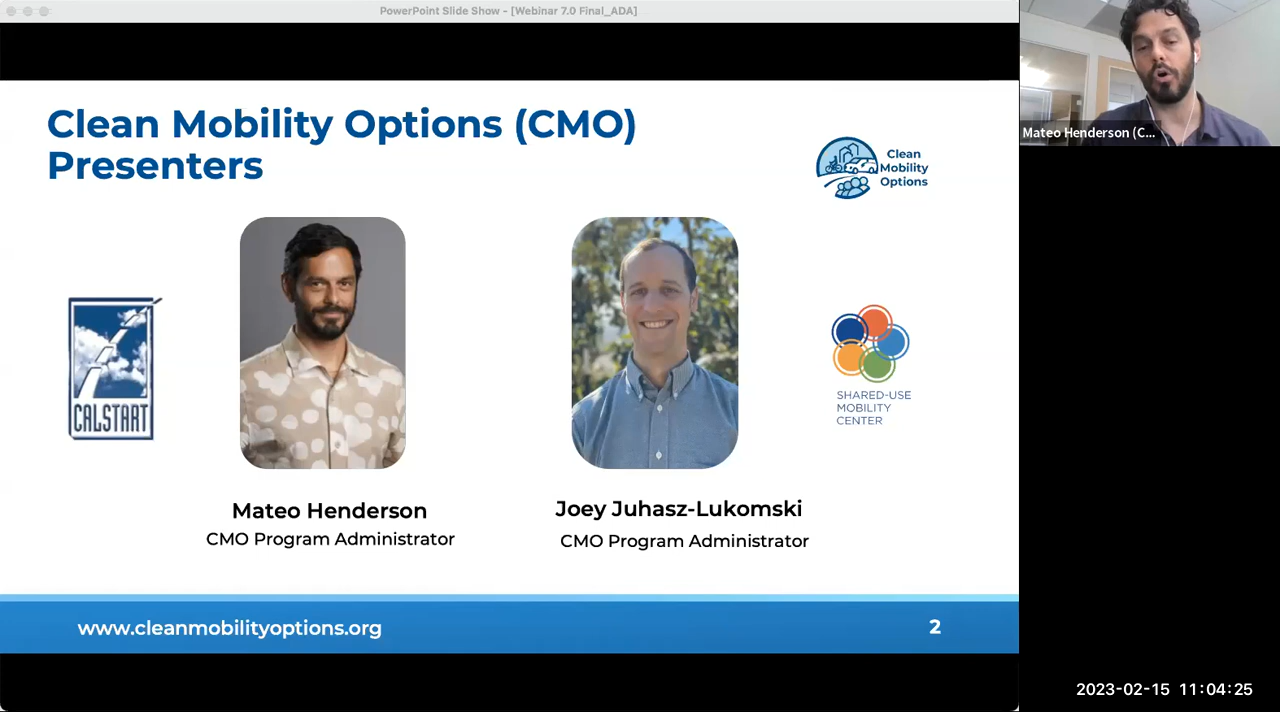 PowerPoint Slide Show - [Webinar 7.0 Final_ADA]
Clean Mobility Options (CMO)
Presenters
Clean
Mobility
Options
Mateo Henderson (C...
CALSTART
SHARED-USE
MOBILITY
CENTER
Mateo Henderson
CMO Program Administrator
Joey Juhasz-Lukomski
CMO Program Administrator
www.cleanmobilityoptions.org
2
2023-02-15 11:04:25